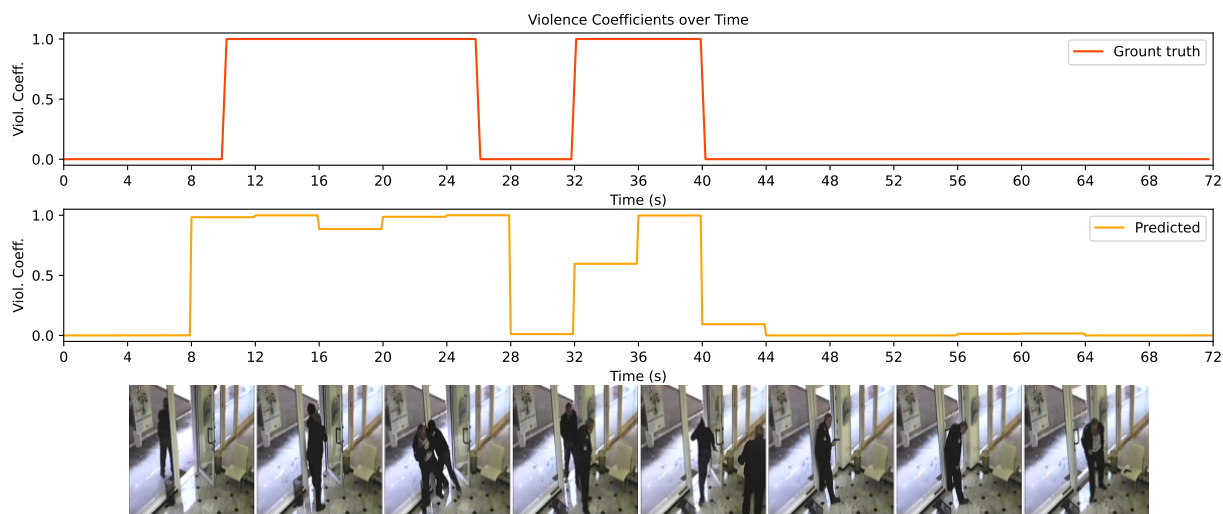 Violence Coefficients over Time
Viol. Coeff.
1.0
0.5
0.0
Grount truth
0 4 8 12 16 20 24 28 32 36 40 44 48 52 56 60 64 68 72
Time (s)
Viol. Coeff.
1.0
0.5
0.0
Predicted
0 4 8 12 16 20 24 28 32 36 40 44 48 52 56 60 64 68 72
Time (s)